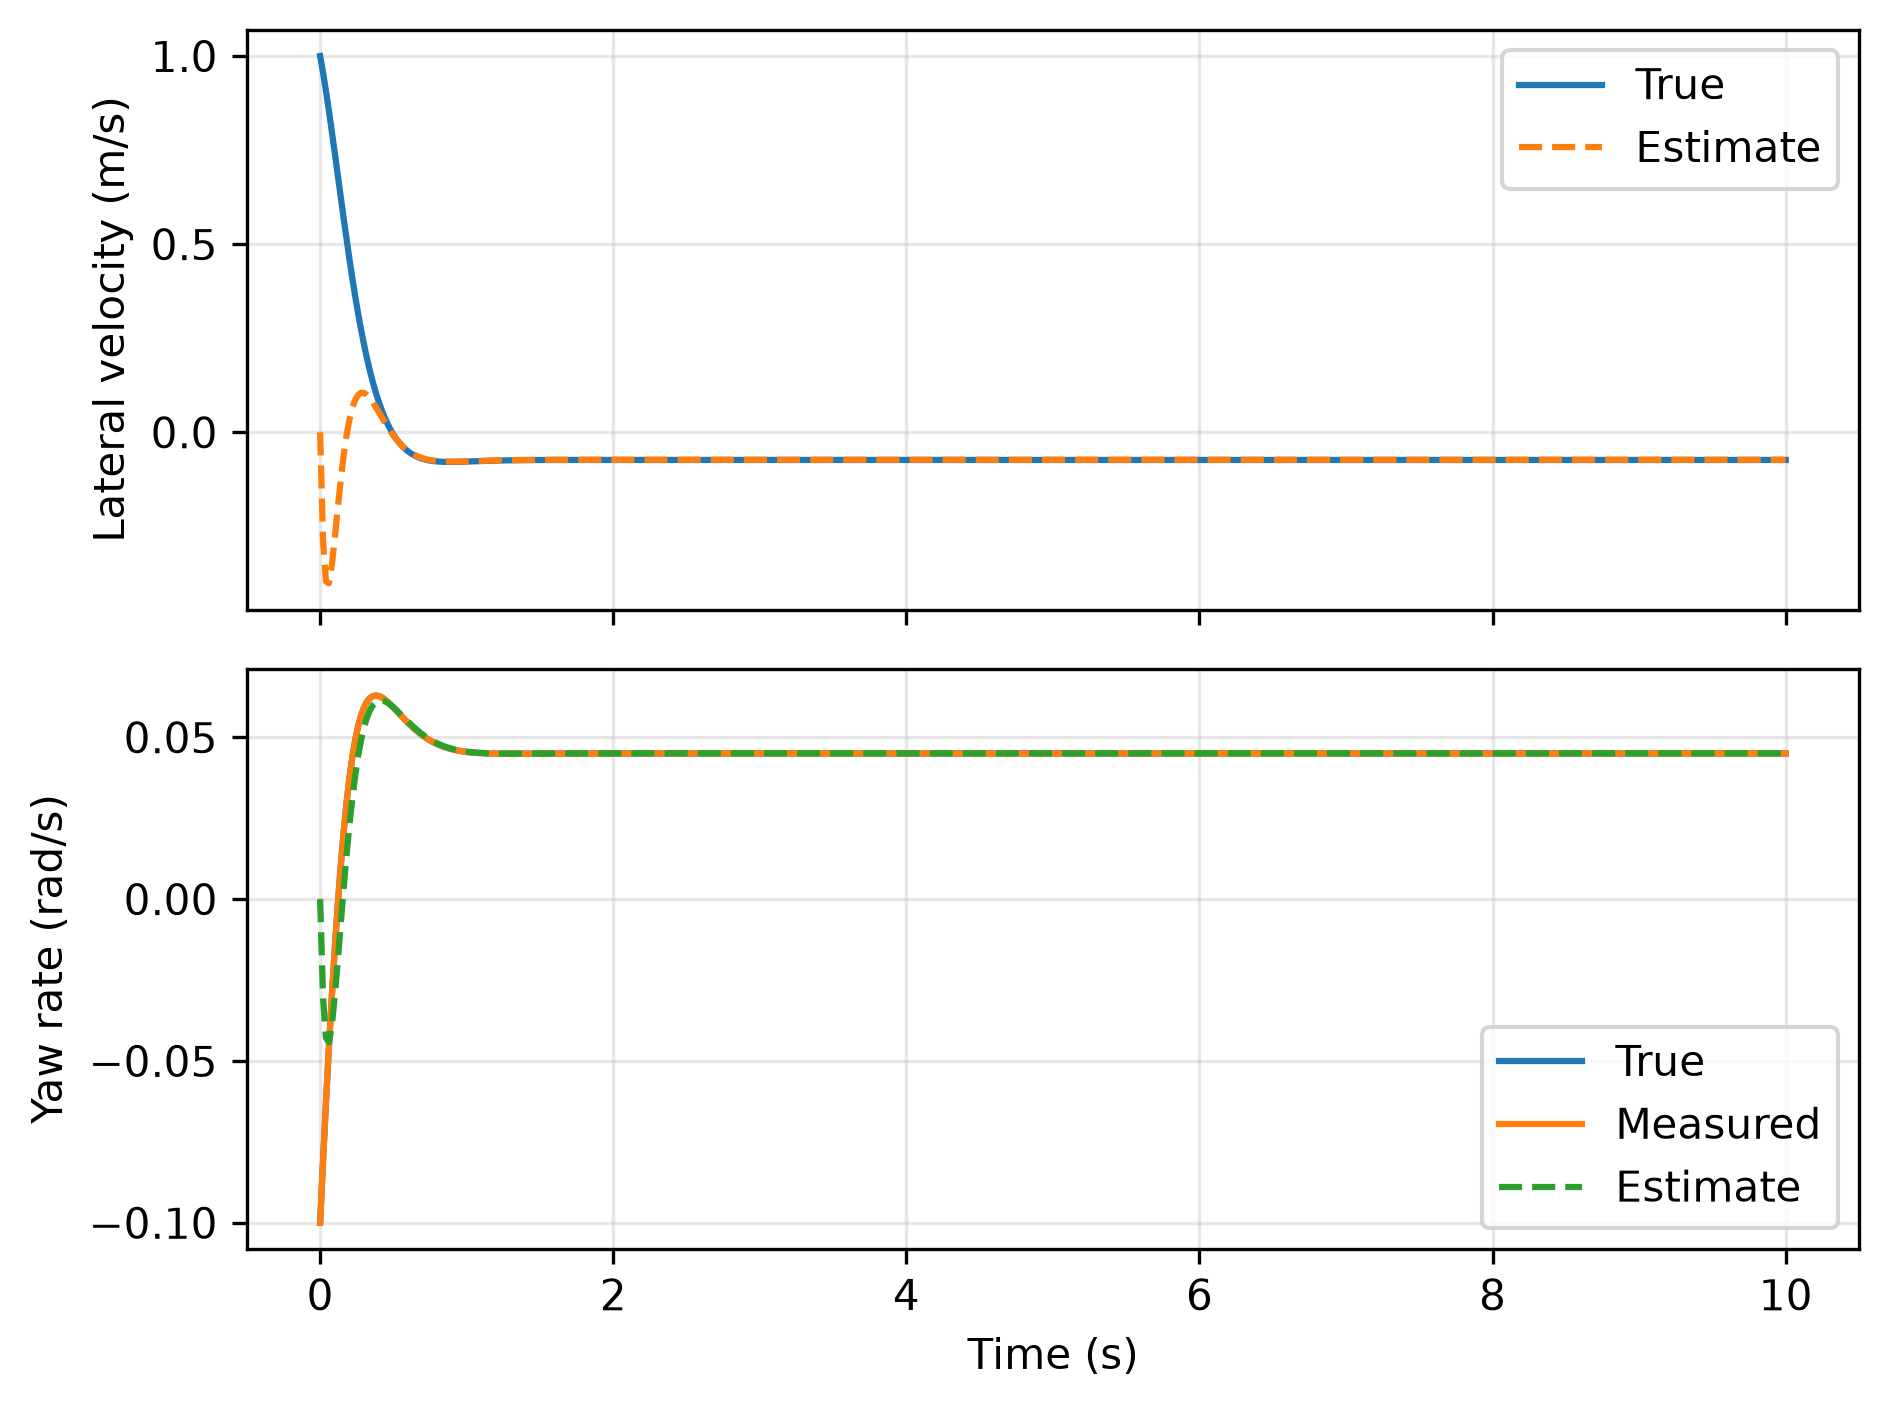 Lateral velocity (m/s)
1.0
0.5
0.0
True
Estimate
Yaw rate (rad/s)
0.05
0.00
−0.05
−0.10
True
Measured
Estimate
0 2 4 6 8 10
Time (s)